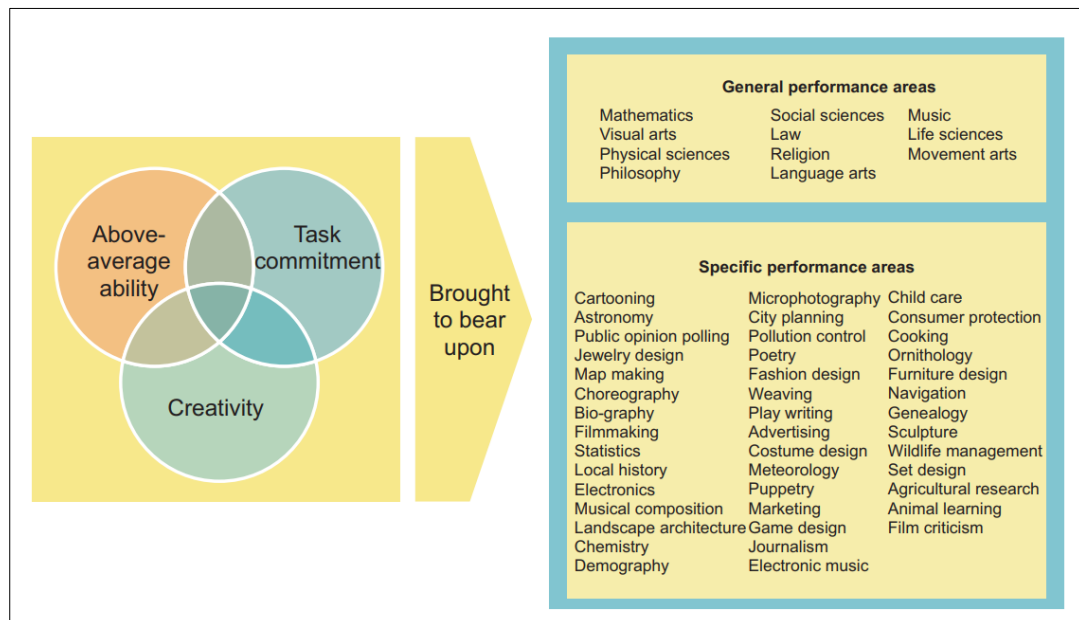 Above-
average
ability
Task
commitment
Creativity
Brought
to bear
upon
General performance areas
Mathematics
Visual arts
Physical sciences
Philosophy
Social sciences
Law
Religion
Language arts
Music
Life sciences
Movement arts
Specific performance areas
Cartooning
Astronomy
Public opinion polling
Jewelry design
Map making
Choreography
Bio-graphy
Filmmaking
Statistics
Local history
Electronics
Musical composition
Landscape architecture
Chemistry
Demography
Microphotography
City planning
Pollution control
Poetry
Fashion design
Weaving
Play writing
Advertising
Costume design
Meteorology
Puppetry
Marketing
Game design
Journalism
Electronic music
Child care
Consumer protection
Cooking
Ornithology
Furniture design
Navigation
Genealogy
Sculpture
Wildlife management
Set design
Agricultural research
Animal learning
Film criticism